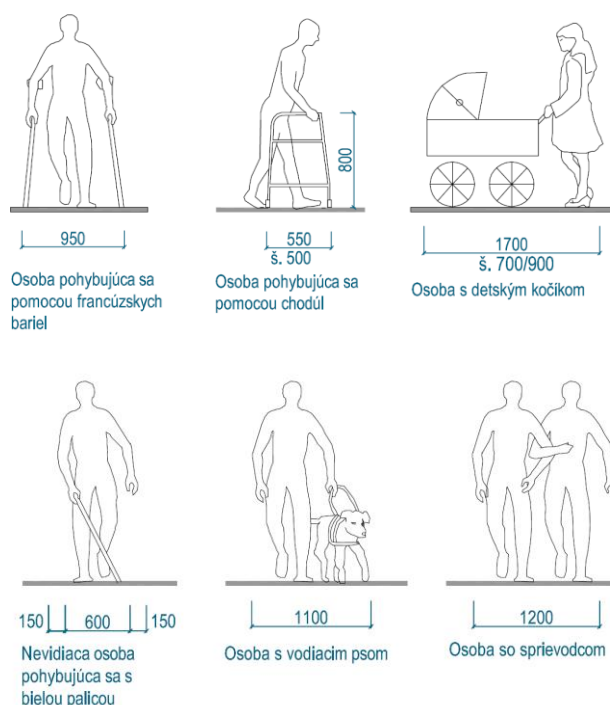 950
Osoba pohybujúca sa
pomocou francúzskych
bariel
800
550
š. 500
Osoba pohybujúca sa
pomocou chodúl
1700
š. 700/900
Osoba s detským kočíkom
150 600 150
Nevidiaca osoba
pohybujúca sa s
bielou palicou
1100
Osoba s vodiacim psom
1200
Osoba so sprievodcom